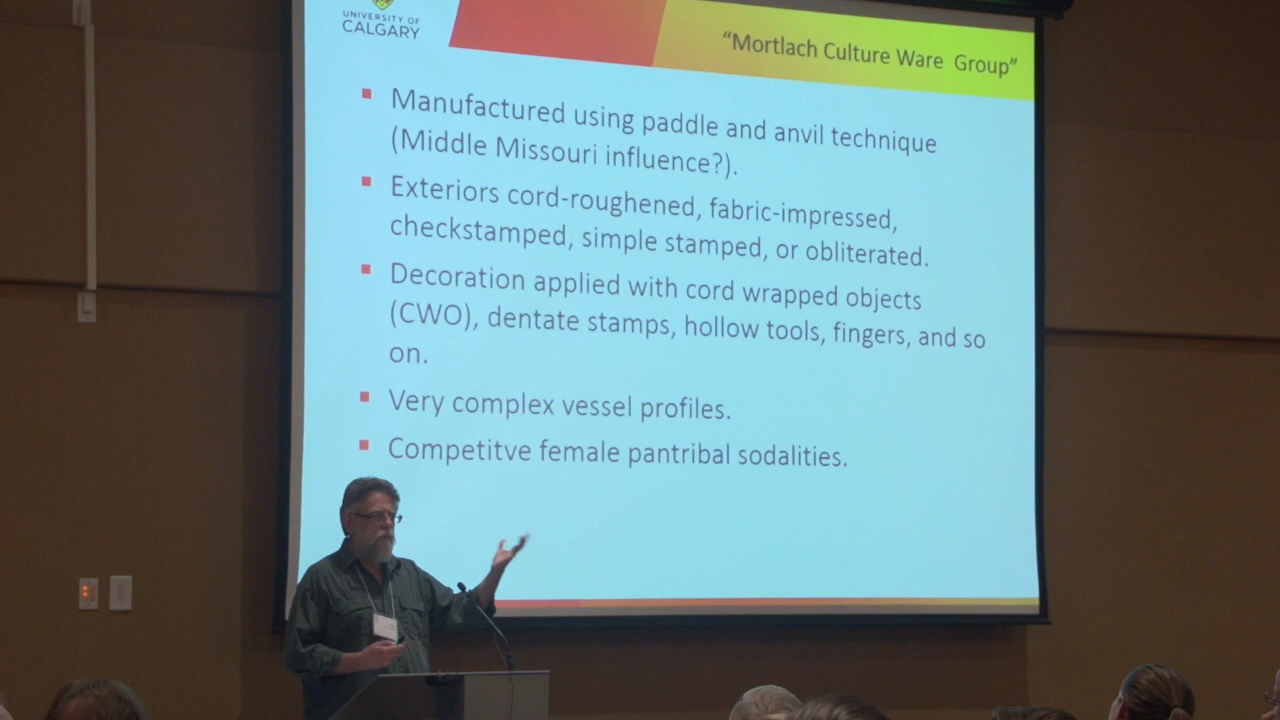 UNIVERSITY OF
CALGARY
“Mortlach Culture Ware Group”
Manufactured using paddle and anvil technique
(Middle Missouri influence?).
Exteriors cord-roughened, fabric-impressed,
checkstamped, simple stamped, or obliterated.
Decoration applied with cord wrapped objects
(CWO), dentate stamps, hollow tools, fingers, and so
on.
Very complex vessel profiles.
Competitve female pantribal sodalities.